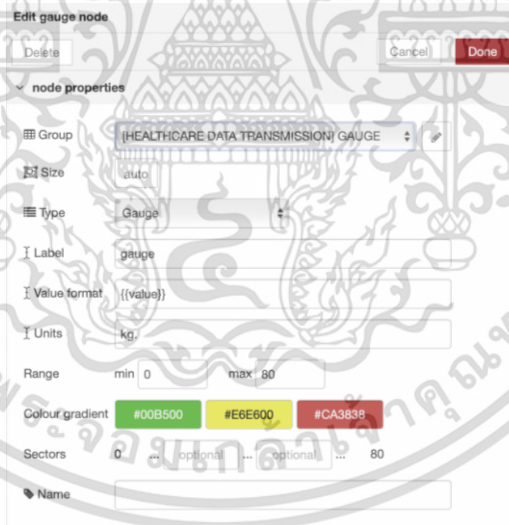 Edit gauge node
Delete Cancel Done
node properties
Group [HEALTHCARE DATA TRANSMISSION] GAUGE
Size auto
Type Gauge
Label gauge
Value format {{value}}
Units kg.
Range min 0 max 80
Colour gradient #00B500 #E6E600 #CA3838
Sectors 0 ... optional ... optional ... 80
Name